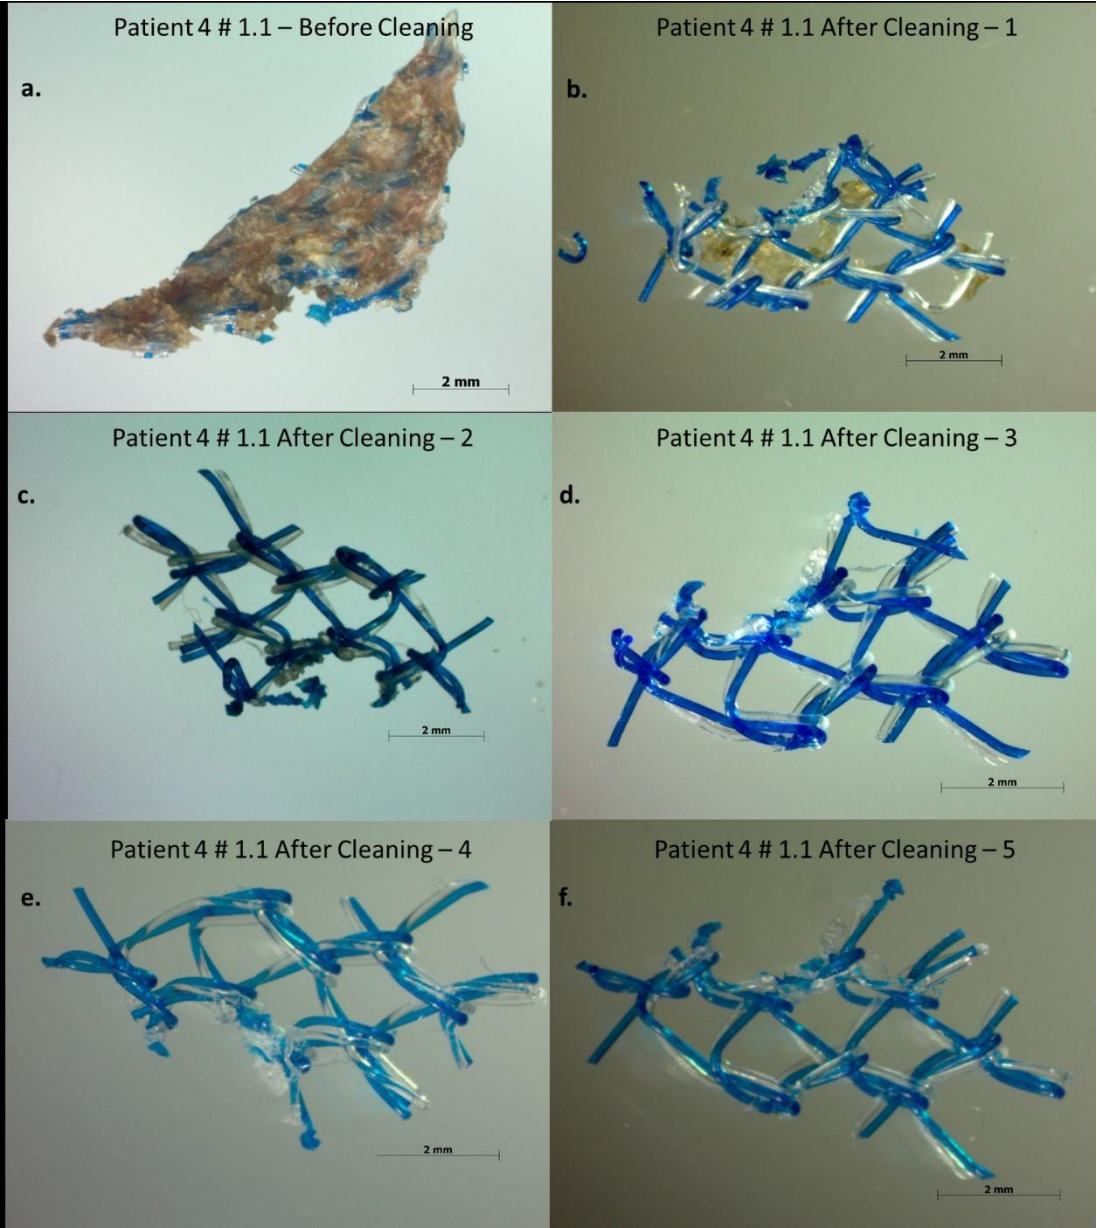 Patient 4 # 1.1 – Before Cleaning
a.
2 mm
Patient 4 # 1.1 After Cleaning – 1
b.
2 mm
Patient 4 # 1.1 After Cleaning – 2
c.
2 mm
Patient 4 # 1.1 After Cleaning – 3
d.
2 mm
Patient 4 # 1.1 After Cleaning – 4
e.
2 mm
Patient 4 # 1.1 After Cleaning – 5
f.
2 mm